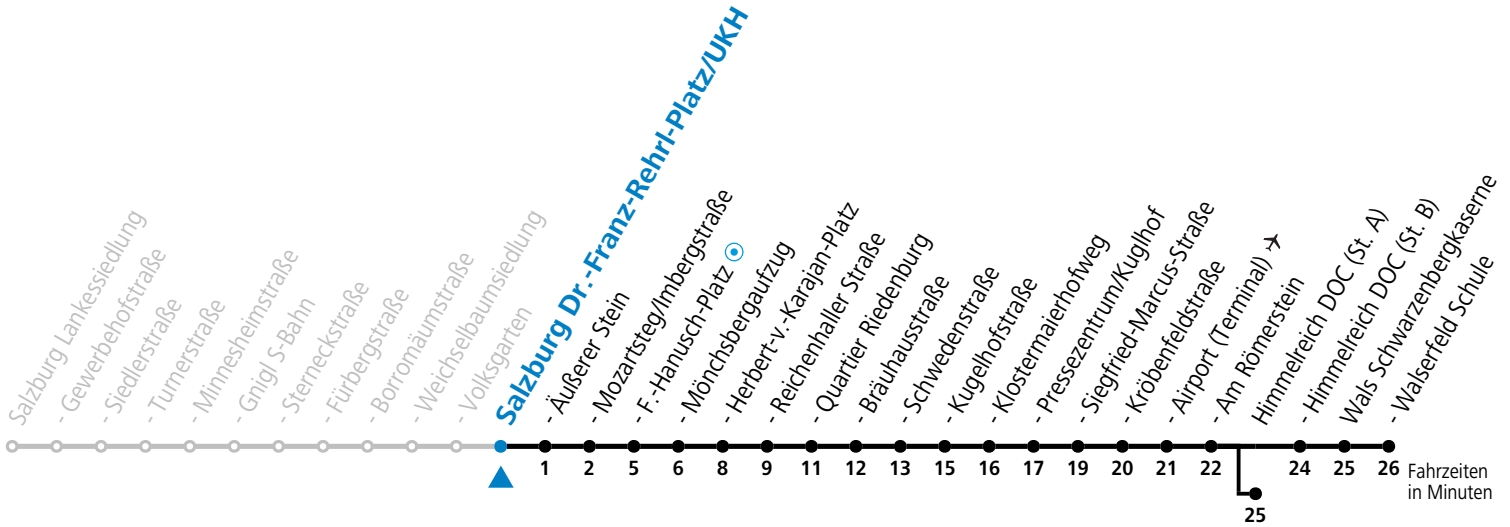 Salzburg Lankessiedlung
- Gewerbehofstraße
- Siedlerstraße
- Turnerstraße
- Minnesheimstraße
- Gnigl S-Bahn
- Sterneckstraße
- Fürbergstraße
- Borromäumstraße
- Weichselbaumsiedlung
- Volksgarten
Salzburg Dr.-Franz-Rehrl-Platz/UKH
- Äußerer Stein
- Mozartsteg/Imbergstraße
- F.-Hanusch-Platz
- Mönchsbergaufzug
- Herbert-v.-Karajan-Platz
- Reichenhaller Straße
- Quartier Riedenburg
- Bräuhausstraße
- Schwedenstraße
- Kugelhofstraße
- Klostermaierhofweg
- Pressezentrum/Kuglhof
- Siegfried-Marcus-Straße
- Kröbenfeldstraße
- Airport (Terminal)
- Am Römerstein
Himmelreich DOC (St. A)
- Himmelreich DOC (St. B)
Wals Schwarzenbergkaserne
- Walserfeld Schule
1 2 5 6 8 9 11 12 13 15 16 17 19 20 21 22 24 25 26
Fahrzeiten
in Minuten
25